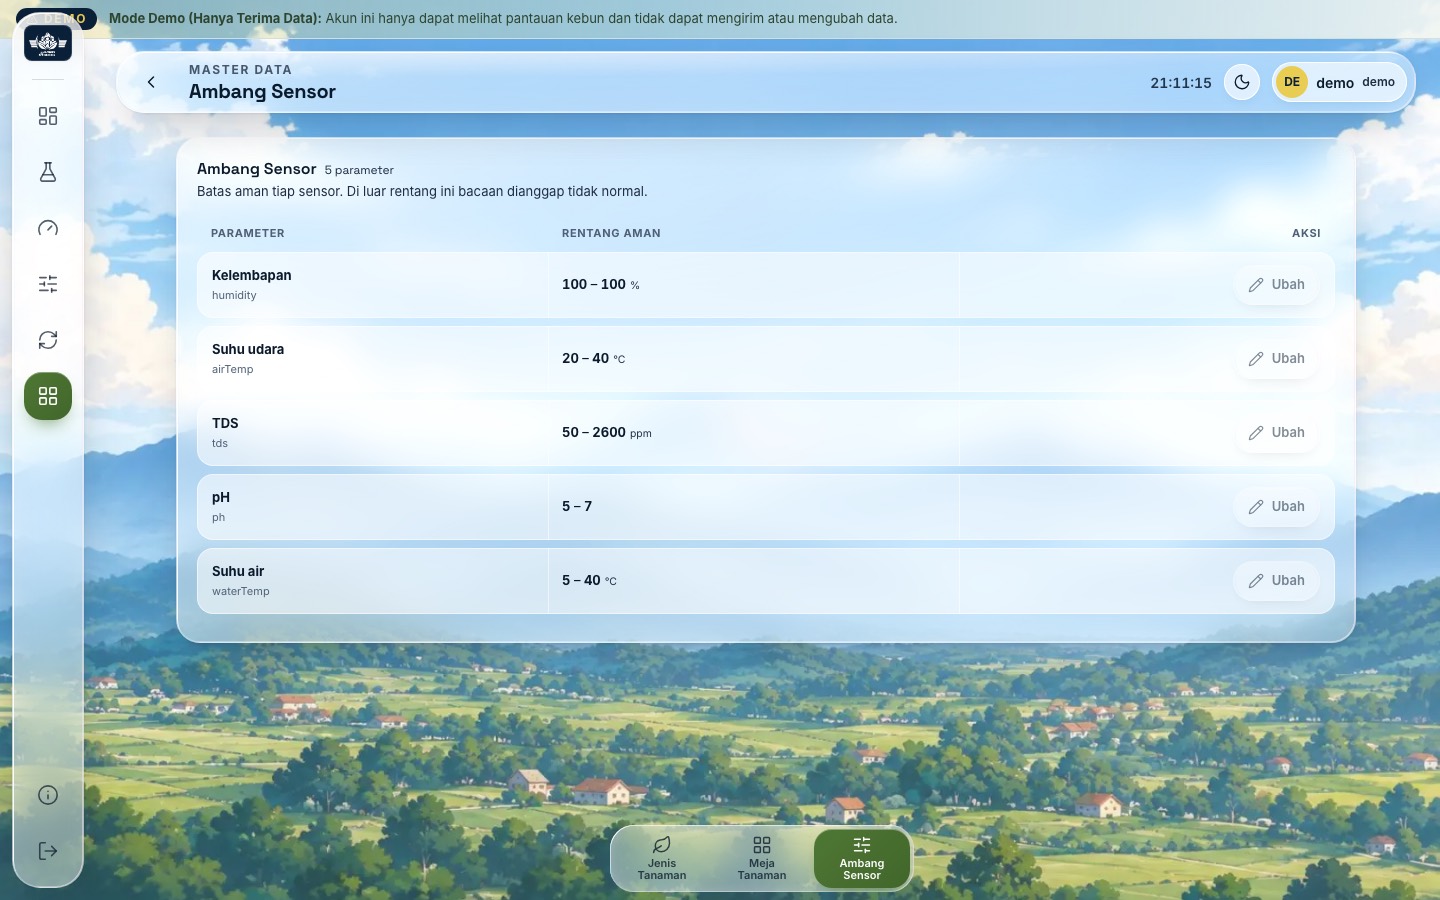 DEMO
Mode Demo (Hanya Terima Data): Akun ini hanya dapat melihat pantauan kebun dan tidak dapat mengirim atau mengubah data.
MASTER DATA
Ambang Sensor
21:11:15
DE
demo demo
Ambang Sensor 5 parameter
Batas aman tiap sensor. Di luar rentang ini bacaan dianggap tidak normal.
PARAMETER RENTANG AMAN AKSI
Kelembapan
humidity
100 – 100 %
Ubah
Suhu udara
airTemp
20 – 40 °C
Ubah
TDS
tds
50 – 2600 ppm
Ubah
pH
ph
5 – 7
Ubah
Suhu air
waterTemp
5 – 40 °C
Ubah
Jenis
Tanaman
Meja
Tanaman
Ambang
Sensor